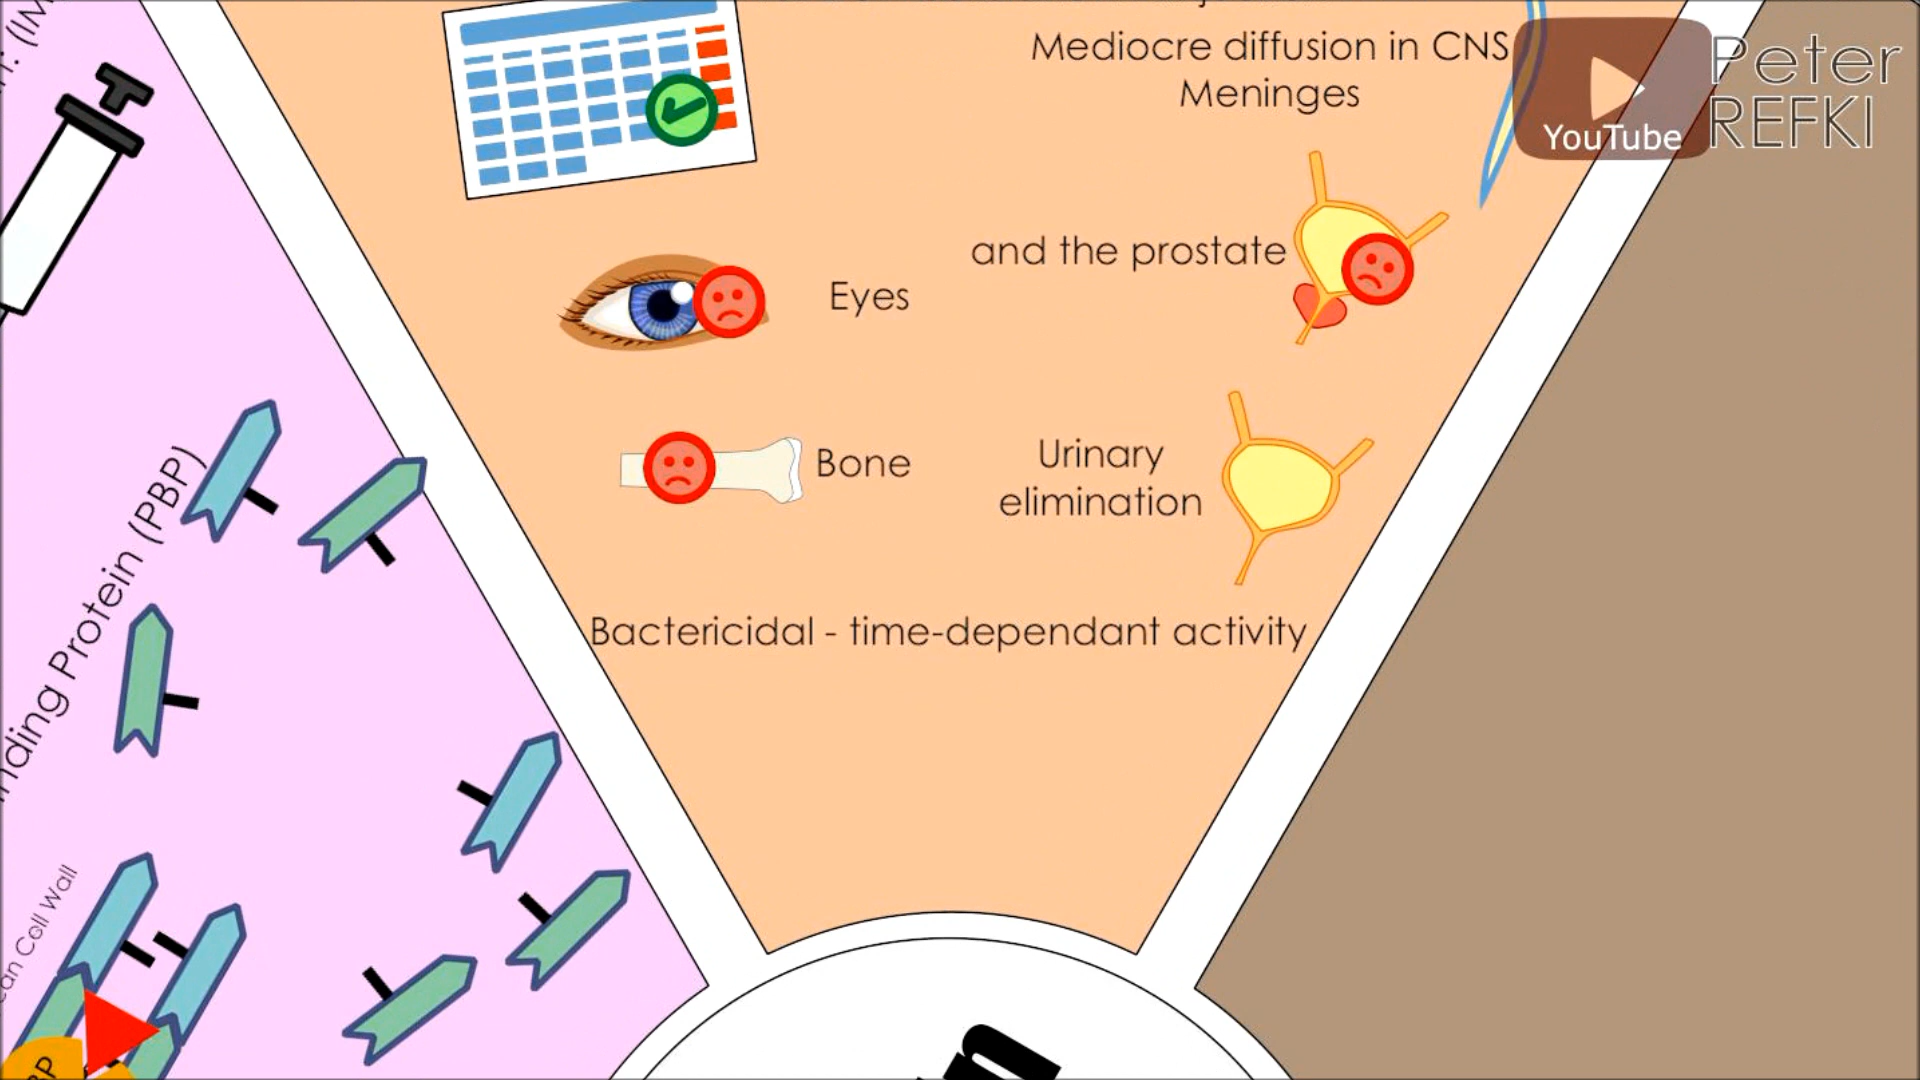 Mediocre diffusion in CNS
Meninges
YouTube
Peter
REFKI
and the prostate
Eyes
Bone
Urinary
elimination
Bactericidal - time-dependant activity
Protein (PBP)
Cell Wall